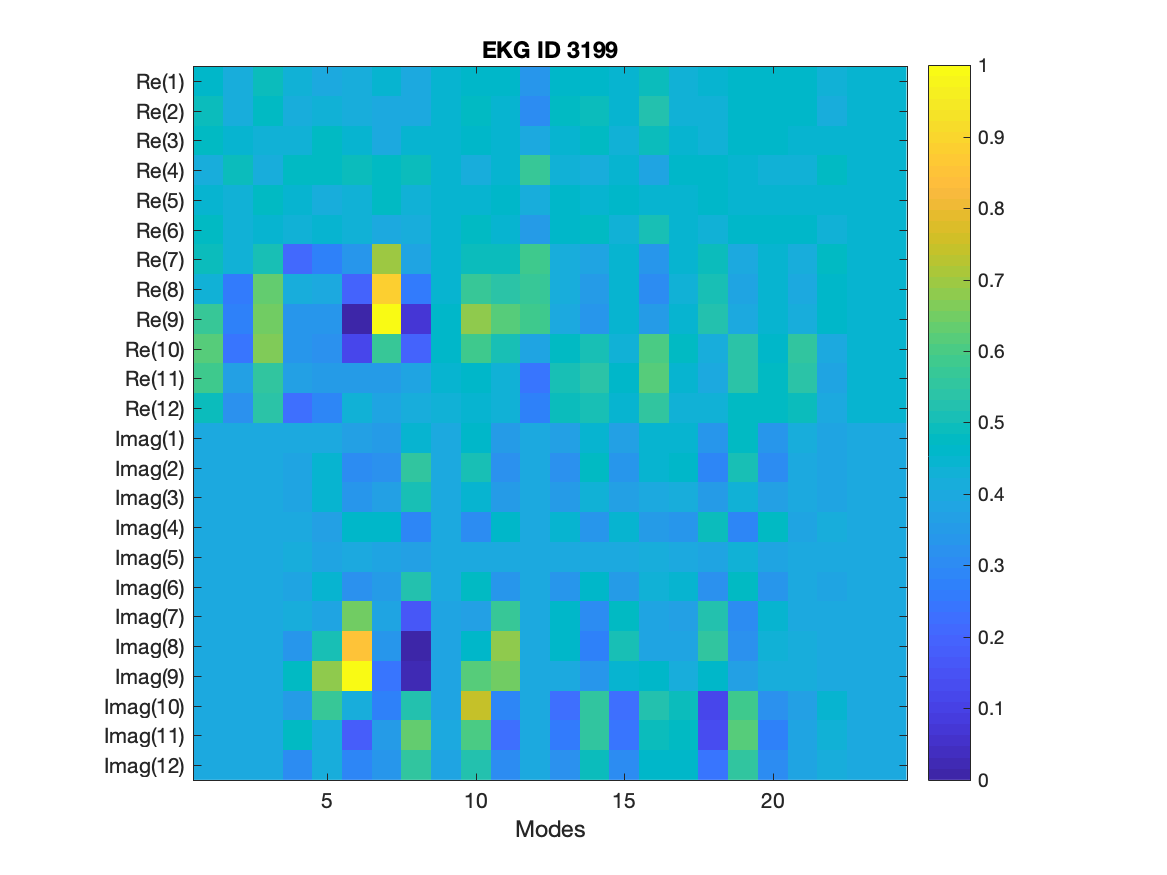 EKG ID 3199
Re(1)
Re(2)
Re(3)
Re(4)
Re(5)
Re(6)
Re(7)
Re(8)
Re(9)
Re(10)
Re(11)
Re(12)
Imag(1)
Imag(2)
Imag(3)
Imag(4)
Imag(5)
Imag(6)
Imag(7)
Imag(8)
Imag(9)
Imag(10)
Imag(11)
Imag(12)
5 10 15 20
Modes
1
0.9
0.8
0.7
0.6
0.5
0.4
0.3
0.2
0.1
0